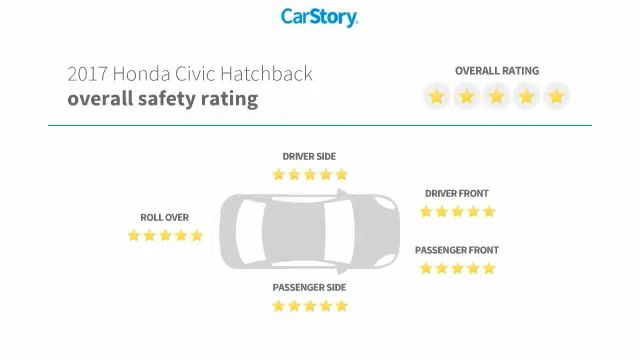 CarStory.
2017 Honda Civic Hatchback
overall safety rating
OVERALL RATING
DRIVER SIDE
DRIVER FRONT
ROLL OVER
PASSENGER FRONT
PASSENGER SIDE